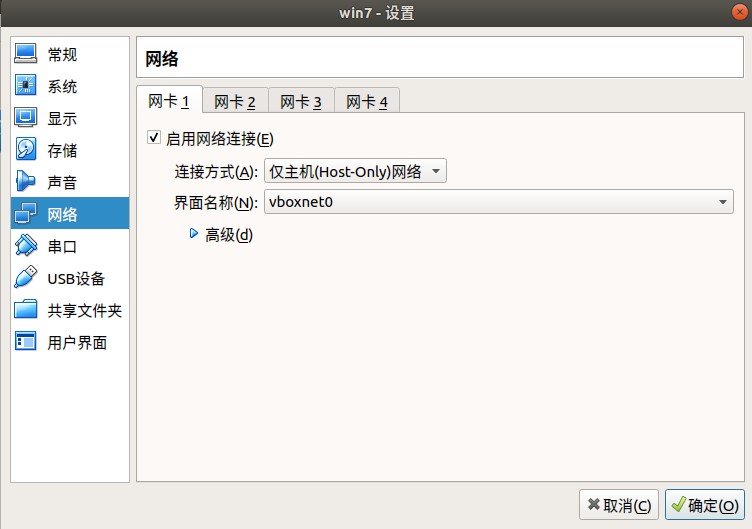 win7 - 设置
常规
系统
显示
存储
声音
网络
串口
USB设备
共享文件夹
用户界面
网络
网卡 1 网卡 2 网卡 3 网卡 4
启用网络连接(E)
连接方式(A): 仅主机(Host-Only)网络
界面名称(N): vboxnet0
高级(d)
取消(C) 确定(O)